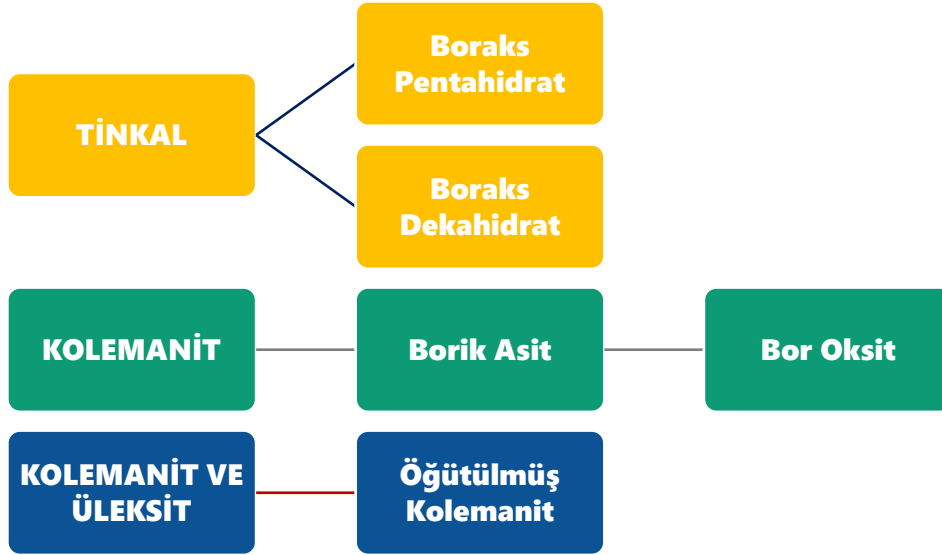 TİNKAL
Boraks
Pentahidrat
Boraks
Dekahidrat
KOLEMANİT
Borik Asit
Bor Oksit
KOLEMANİT VE
ÜLEKSİT
Öğütülmüş
Kolemanit